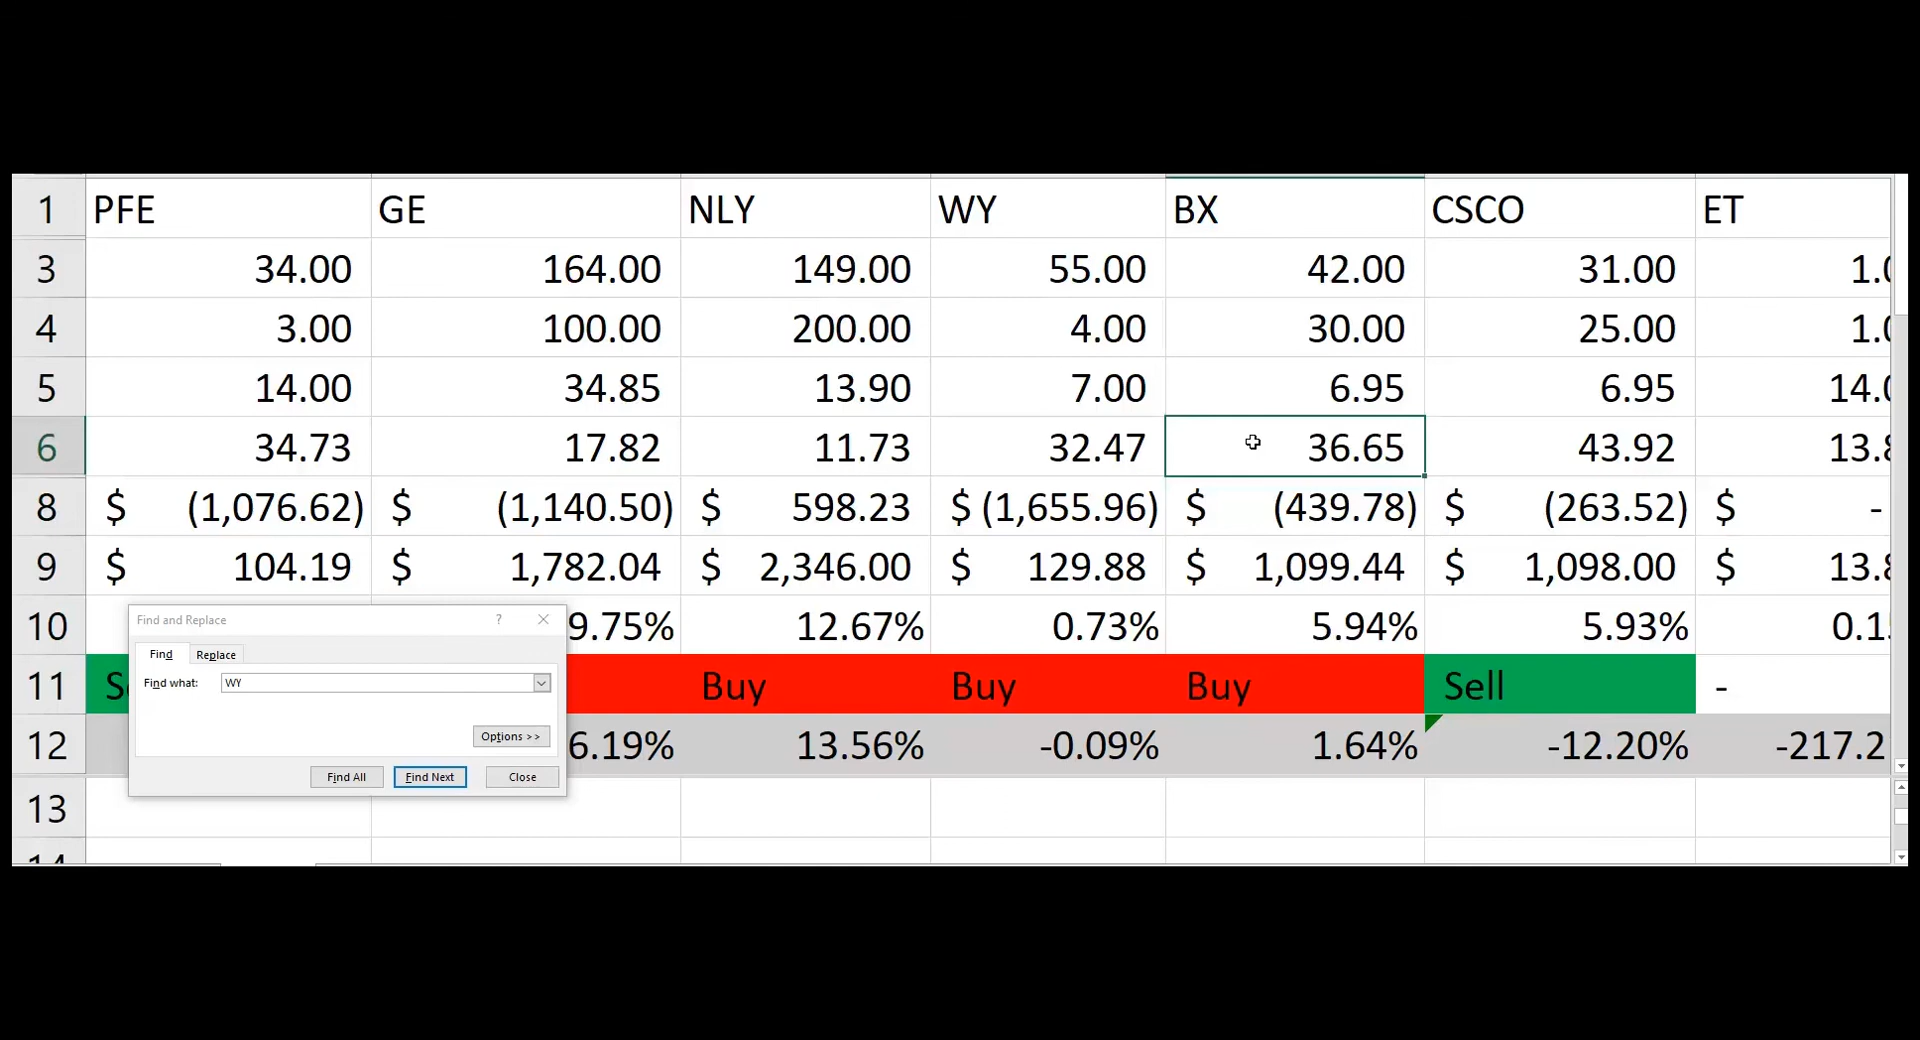 1 PFE GE NLY WY BX CSCO ET
3 34.00 164.00 149.00 55.00 42.00 31.00
4 3.00 100.00 200.00 4.00 30.00 25.00
5 14.00 34.85 13.90 7.00 6.95 6.95
6 34.73 17.82 11.73 32.47 36.65 43.92
8 $ (1,076.62) $ (1,140.50) $ 598.23 $ (1,655.96) $ (439.78) $ (263.52) $ -
9 $ 104.19 $ 1,782.04 $ 2,346.00 $ 129.88 $ 1,099.44 $ 1,098.00 $
10 9.75% 12.67% 0.73% 5.94% 5.93%
11 Buy Buy Buy Sell -
12 6.19% 13.56% -0.09% 1.64% -12.20%
13
Find and Replace ?
Find Replace
Find what: WY
Options >>
Find All Find Next Close